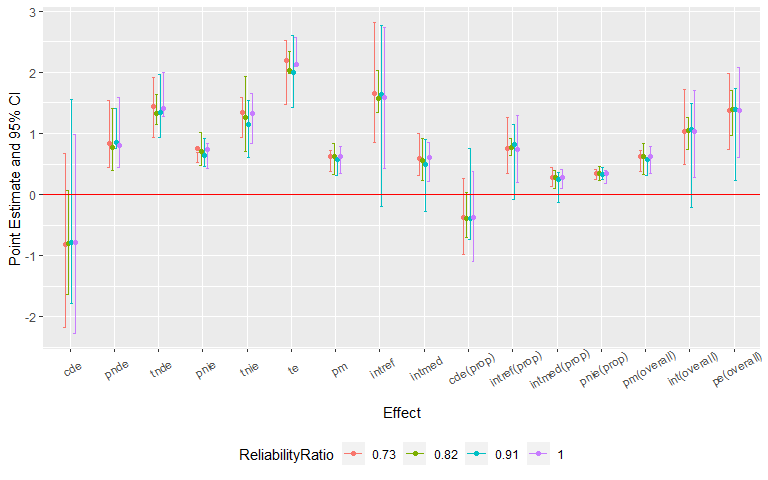 3
2
1
0
-1
-2
Point Estimate and 95% CI
cde
pnde
tnde
pnie
tnie
te
pm
intref
intmed
cde(prop)
intref(prop)
intmed(prop)
pnie(prop)
pm(overall)
int(overall)
pe(overall)
Effect
ReliabilityRatio 0.73 0.82 0.91 1